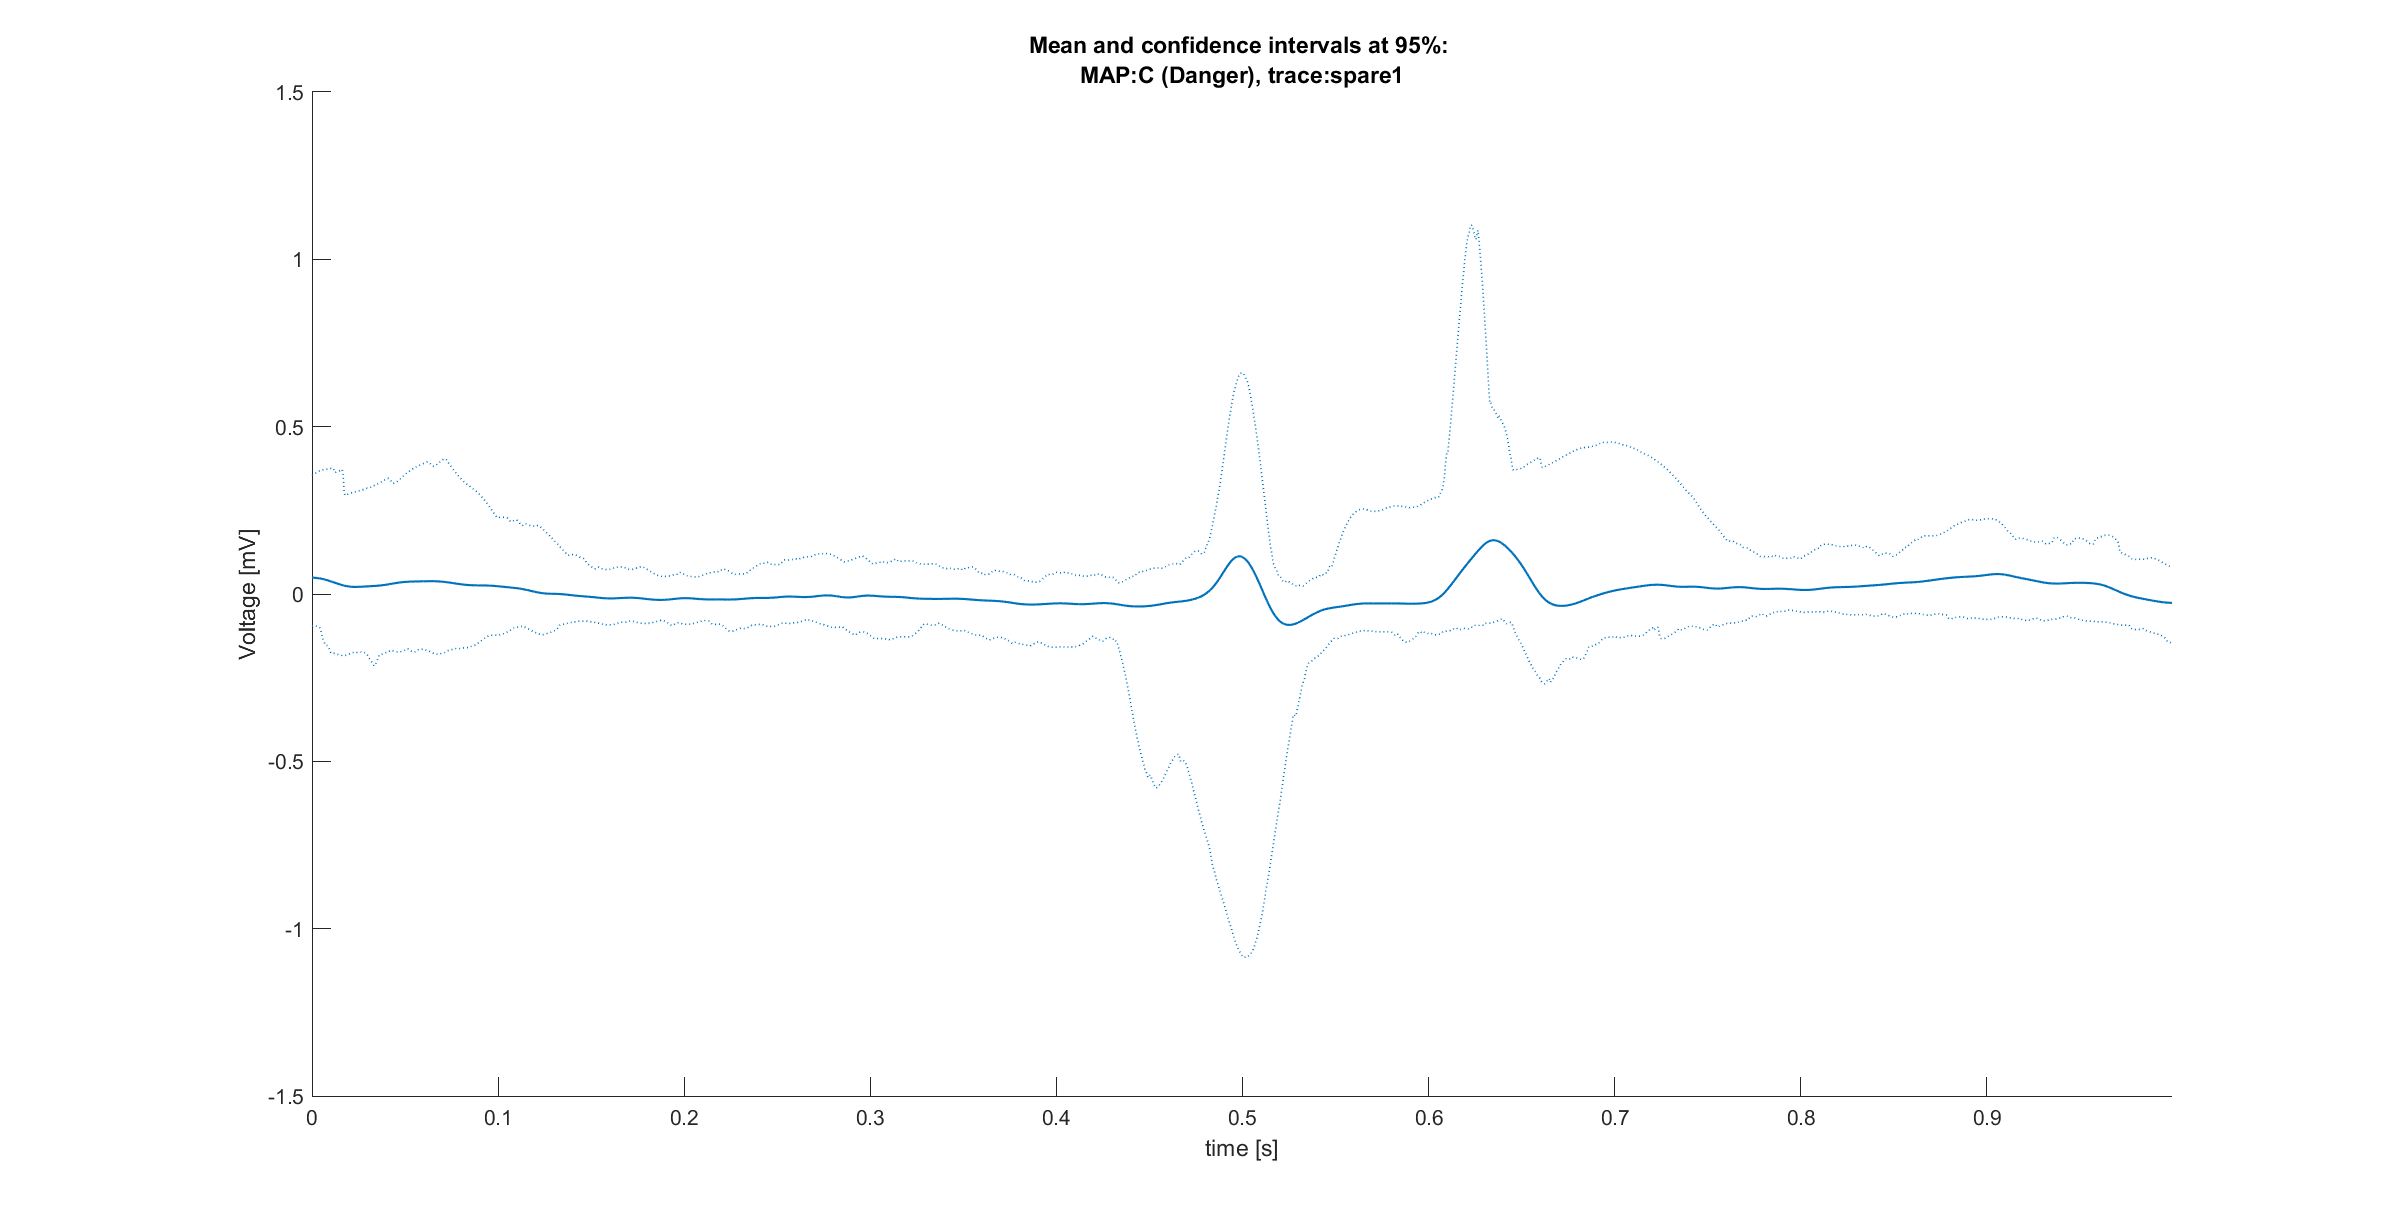 Mean and confidence intervals at 95%:
MAP:C (Danger), trace:spare1
1.5
1
0.5
0
-0.5
-1
-1.5
Voltage [mV]
0 0.1 0.2 0.3 0.4 0.5 0.6 0.7 0.8 0.9
time [s]